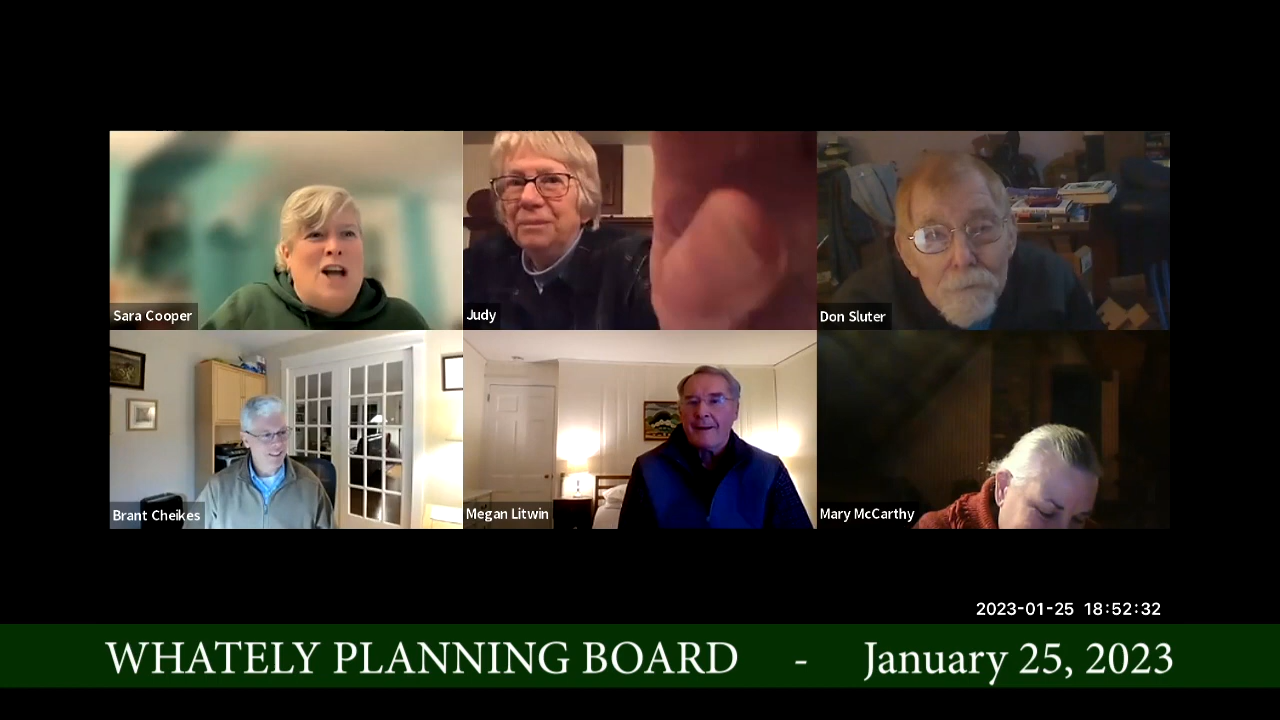 Sara Cooper
Judy
Don Sluter
Brant Cheikes
Megan Litwin
Mary McCarthy
2023-01-25 18:52:32
WHATELY PLANNING BOARD - January 25, 2023